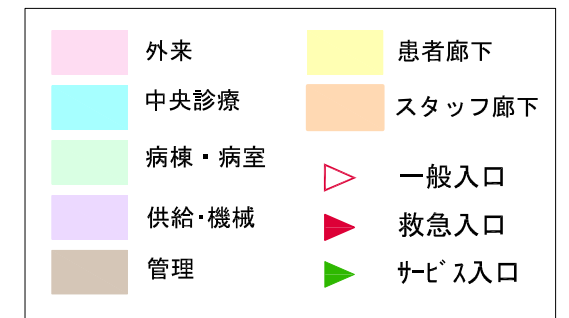 外来
中央診療
病棟・病室
供給・機械
管理
患者廊下
スタッフ廊下
一般入口
救急入口
ｻｰﾋﾞｽ入口